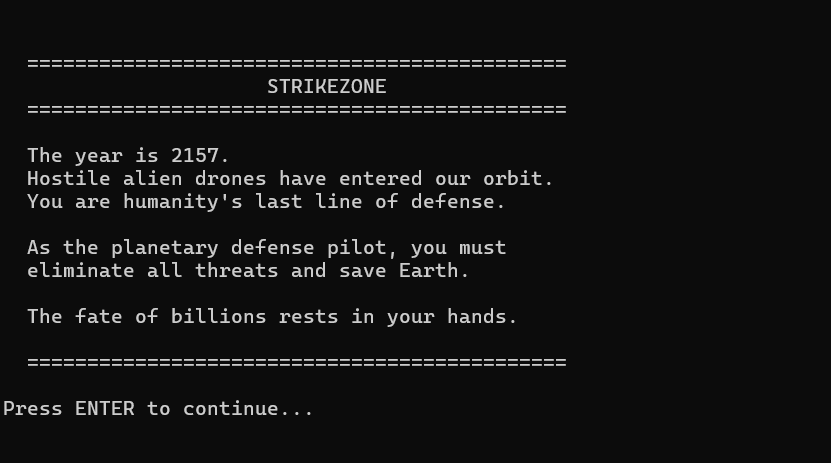 =============================================
STRIKEZONE
=============================================
The year is 2157.
Hostile alien drones have entered our orbit.
You are humanity's last line of defense.
As the planetary defense pilot, you must
eliminate all threats and save Earth.
The fate of billions rests in your hands.
=============================================
Press ENTER to continue...